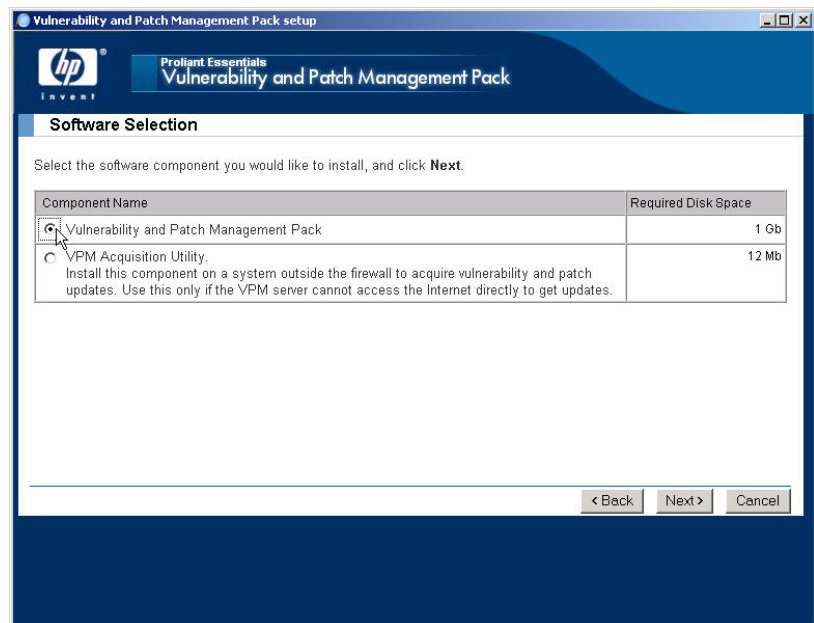 Vulnerability and Patch Management Pack setup
hp
®
invent
Proliant Essentials
Vulnerability and Patch Management Pack
Software Selection
Select the software component you would like to install, and click Next.
Component Name Required Disk Space
Vulnerability and Patch Management Pack 1 Gb
VPM Acquisition Utility. 12 Mb
Install this component on a system outside the firewall to acquire vulnerability and patch
updates. Use this only if the VPM server cannot access the Internet directly to get updates.
< Back Next > Cancel